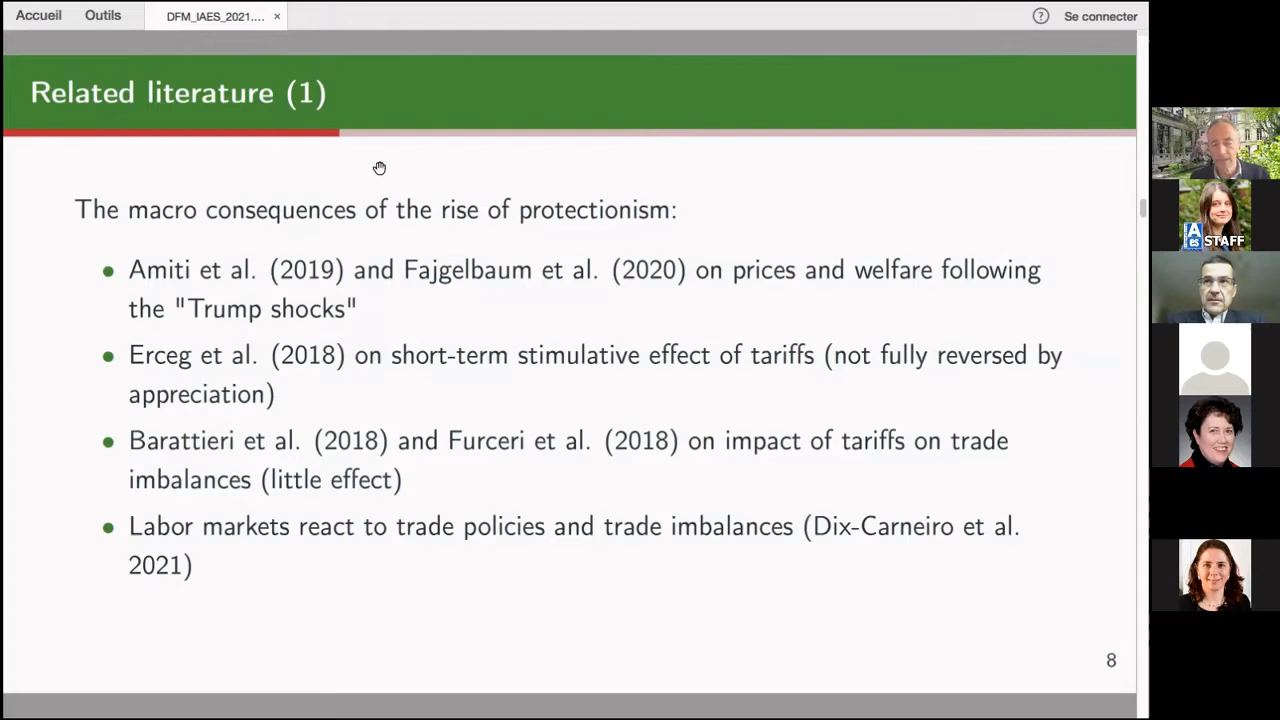 Accueil Outils DFM_IAES_2021.... × ? Se connecter
Related literature (1)
The macro consequences of the rise of protectionism:
• Amiti et al. (2019) and Fajgelbaum et al. (2020) on prices and welfare following
the "Trump shocks"
• Erceg et al. (2018) on short-term stimulative effect of tariffs (not fully reversed by
appreciation)
• Barattieri et al. (2018) and Furceri et al. (2018) on impact of tariffs on trade
imbalances (little effect)
• Labor markets react to trade policies and trade imbalances (Dix-Carneiro et al.
2021)
8
A
es STAFF